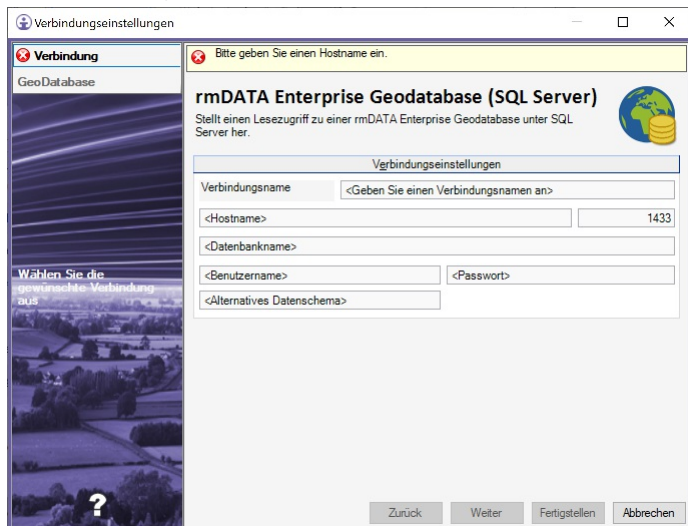 Verbindungseinstellungen
Verbindung
GeoDatabase
Wählen Sie die
gewünschte Verbindung
aus
?
Bitte geben Sie einen Hostname ein.
rmDATA Enterprise Geodatabase (SQL Server)
Stellt einen Lesezugriff zu einer rmDATA Enterprise Geodatabase unter SQL
Server her.
Verbindungseinstellungen
Verbindungsname <Geben Sie einen Verbindungsnamen an>
<Hostname> 1433
<Datenbankname>
<Benutzername> <Passwort>
<Alternatives Datenschema>
Zurück Weiter Fertigstellen Abbrechen